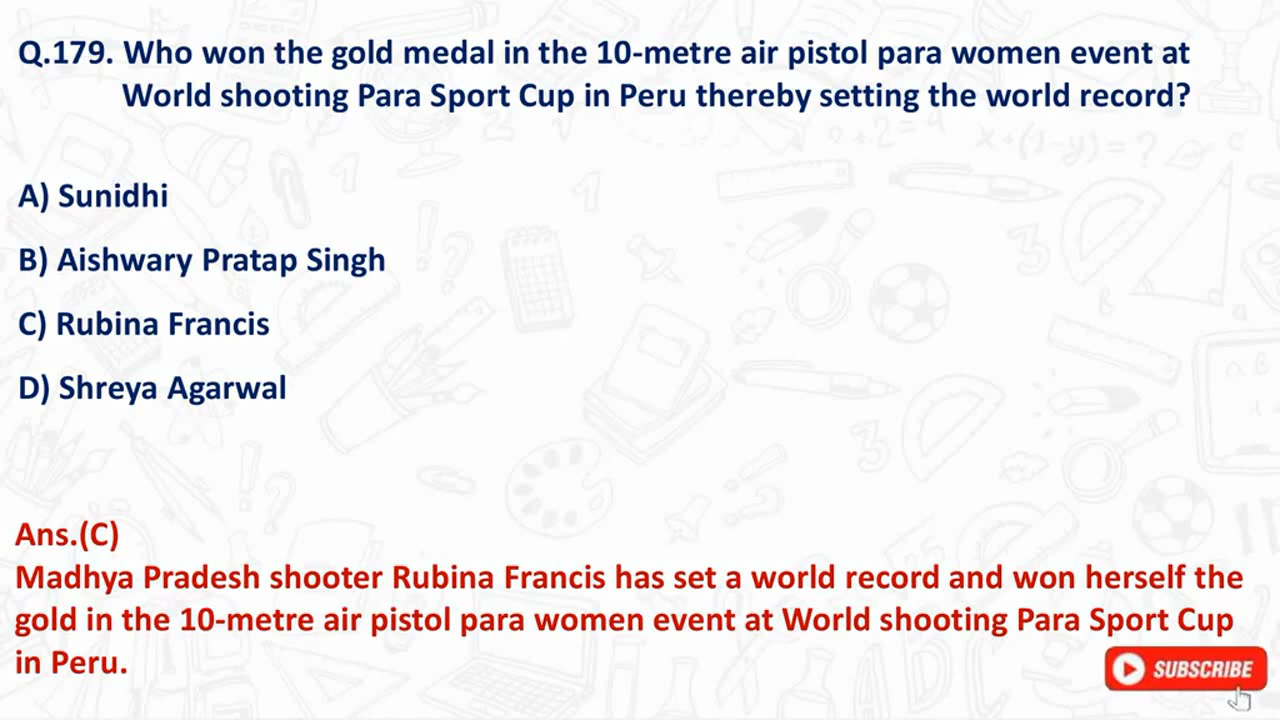 Q.179. Who won the gold medal in the 10-metre air pistol para women event at
World shooting Para Sport Cup in Peru thereby setting the world record?
A) Sunidhi
B) Aishwary Pratap Singh
C) Rubina Francis
D) Shreya Agarwal
Ans.(C)
Madhya Pradesh shooter Rubina Francis has set a world record and won herself the
gold in the 10-metre air pistol para women event at World shooting Para Sport Cup
in Peru.
SUBSCRIBE